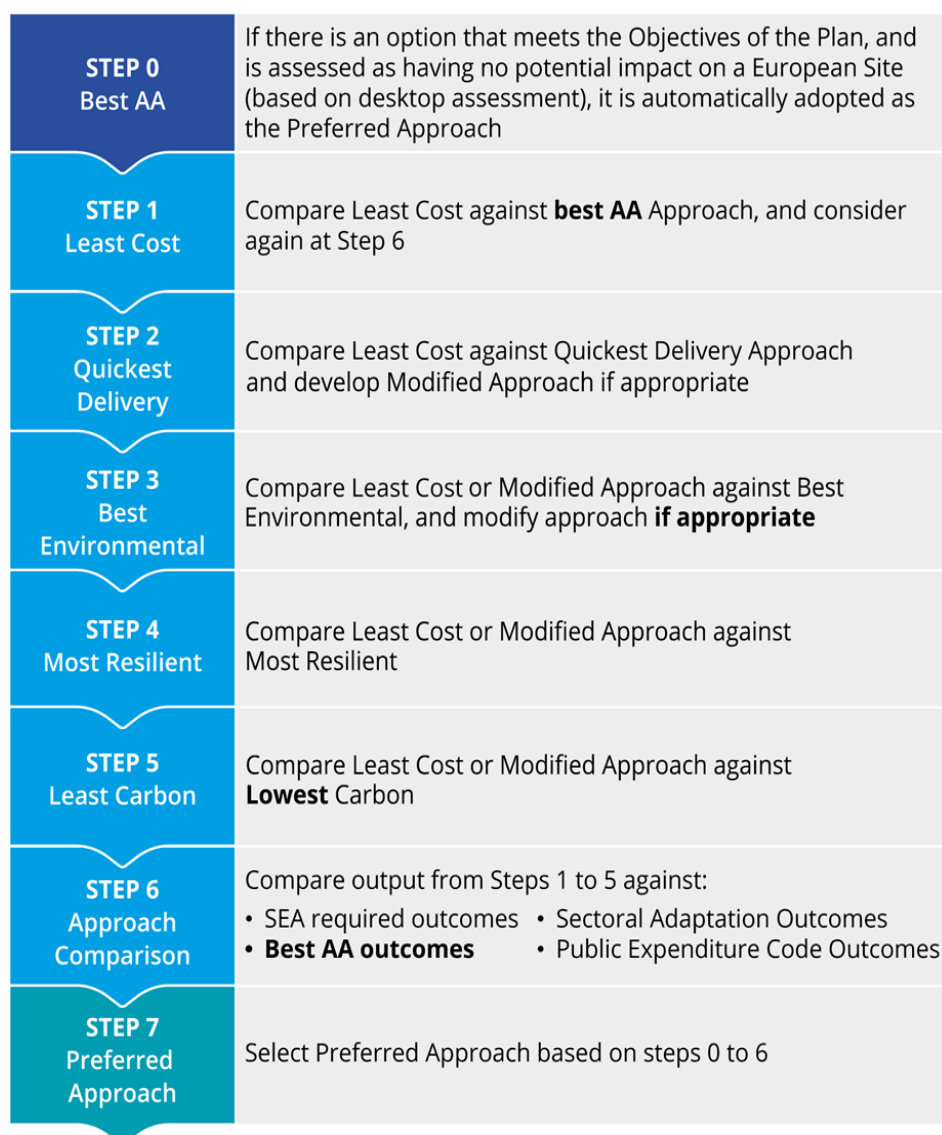 STEP 0
Best AA
If there is an option that meets the Objectives of the Plan, and
is assessed as having no potential impact on a European Site
(based on desktop assessment), it is automatically adopted as
the Preferred Approach
STEP 1
Least Cost
Compare Least Cost against best AA Approach, and consider
again at Step 6
STEP 2
Quickest
Delivery
Compare Least Cost against Quickest Delivery Approach
and develop Modified Approach if appropriate
STEP 3
Best
Environmental
Compare Least Cost or Modified Approach against Best
Environmental, and modify approach if appropriate
STEP 4
Most Resilient
Compare Least Cost or Modified Approach against
Most Resilient
STEP 5
Least Carbon
Compare Least Cost or Modified Approach against
Lowest Carbon
STEP 6
Approach
Comparison
Compare output from Steps 1 to 5 against:
• SEA required outcomes • Sectoral Adaptation Outcomes
• Best AA outcomes • Public Expenditure Code Outcomes
STEP 7
Preferred
Approach
Select Preferred Approach based on steps 0 to 6